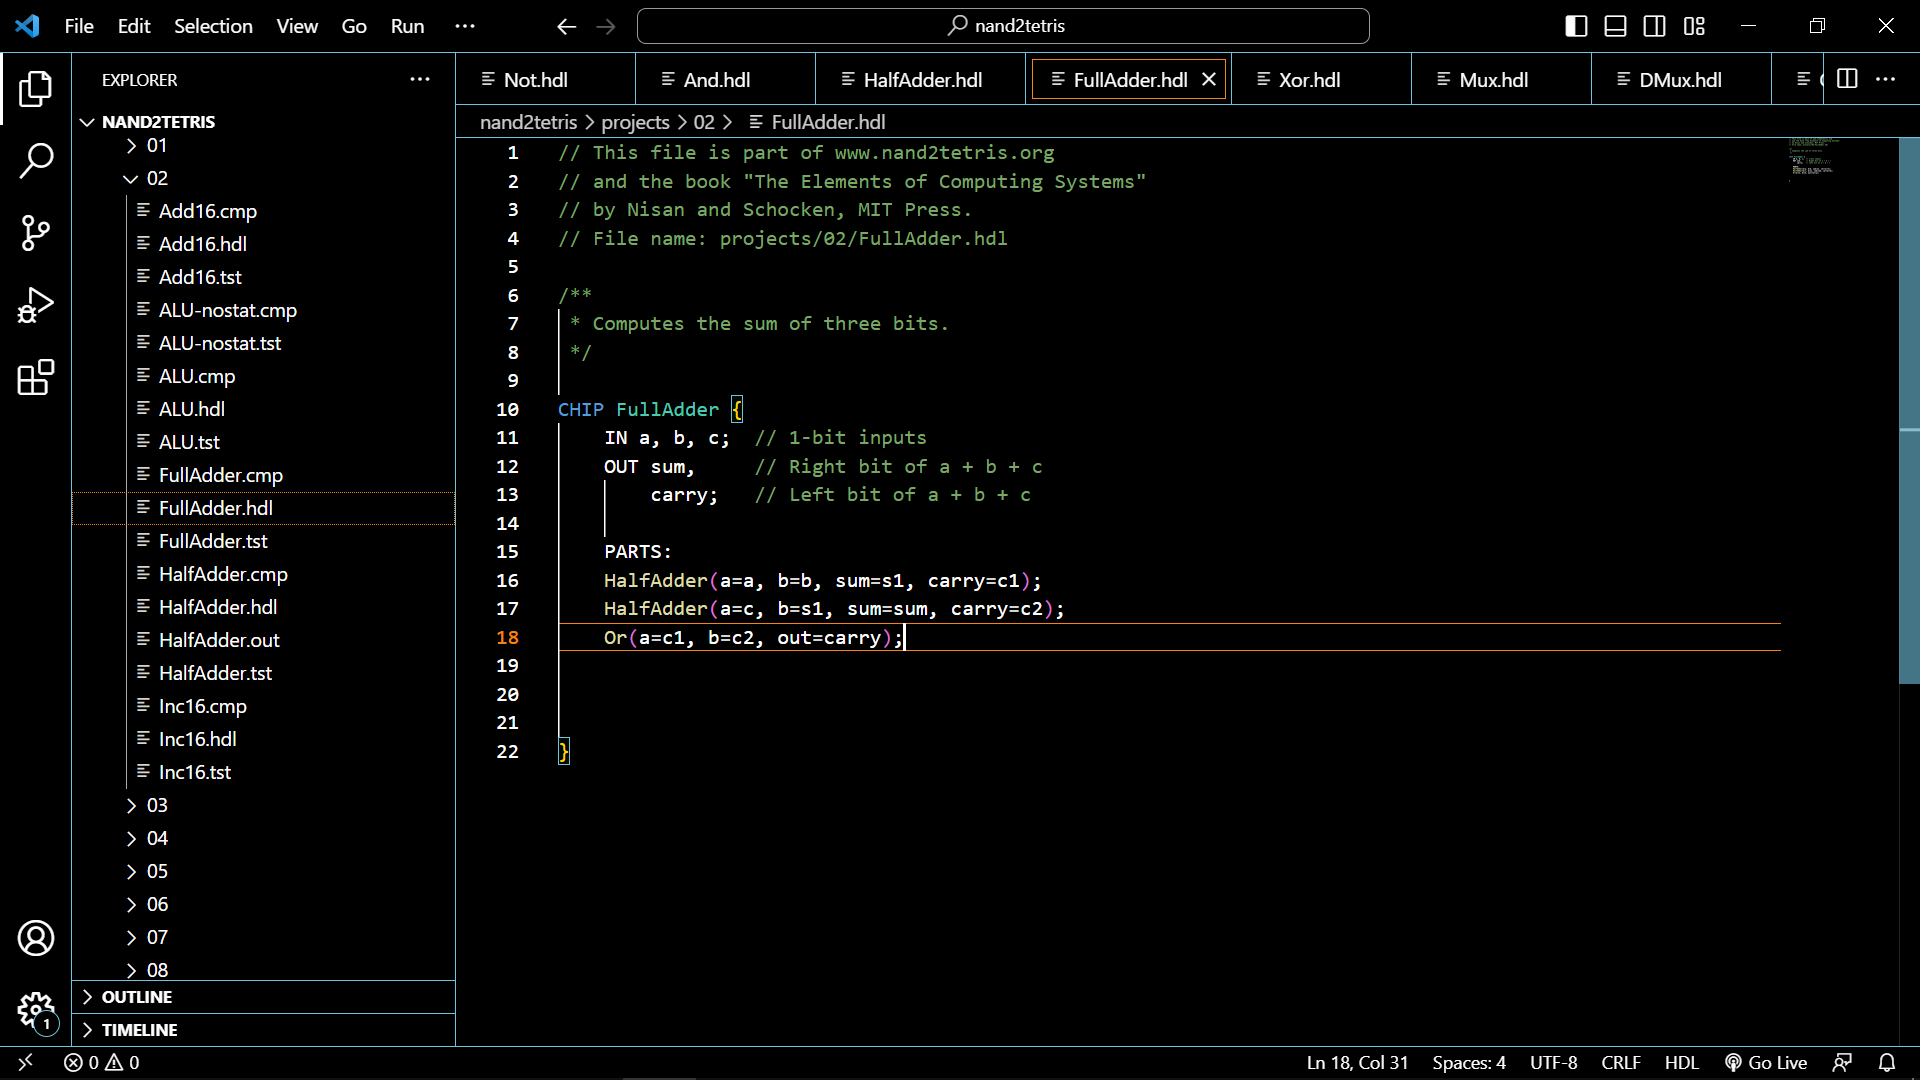 File Edit Selection View Go Run ··· nand2tetris
EXPLORER ···
NAND2TETRIS
01
02
Add16.cmp
Add16.hdl
Add16.tst
ALU-nostat.cmp
ALU-nostat.tst
ALU.cmp
ALU.hdl
ALU.tst
FullAdder.cmp
FullAdder.hdl
FullAdder.tst
HalfAdder.cmp
HalfAdder.hdl
HalfAdder.out
HalfAdder.tst
Inc16.cmp
Inc16.hdl
Inc16.tst
03
04
05
06
07
08
OUTLINE
TIMELINE
1
Not.hdl And.hdl HalfAdder.hdl FullAdder.hdl Xor.hdl Mux.hdl DMux.hdl
nand2tetris > projects > 02 > FullAdder.hdl
1 // This file is part of www.nand2tetris.org
2 // and the book "The Elements of Computing Systems"
3 // by Nisan and Schocken, MIT Press.
4 // File name: projects/02/FullAdder.hdl
5
6 /**
7 * Computes the sum of three bits.
8 */
9
10 CHIP FullAdder {
11 IN a, b, c; // 1-bit inputs
12 OUT sum, // Right bit of a + b + c
13 carry; // Left bit of a + b + c
14
15 PARTS:
16 HalfAdder(a=a, b=b, sum=s1, carry=c1);
17 HalfAdder(a=c, b=s1, sum=sum, carry=c2);
18 Or(a=c1, b=c2, out=carry);
19
20
21
22 }
0 0 Ln 18, Col 31 Spaces: 4 UTF-8 CRLF HDL Go Live